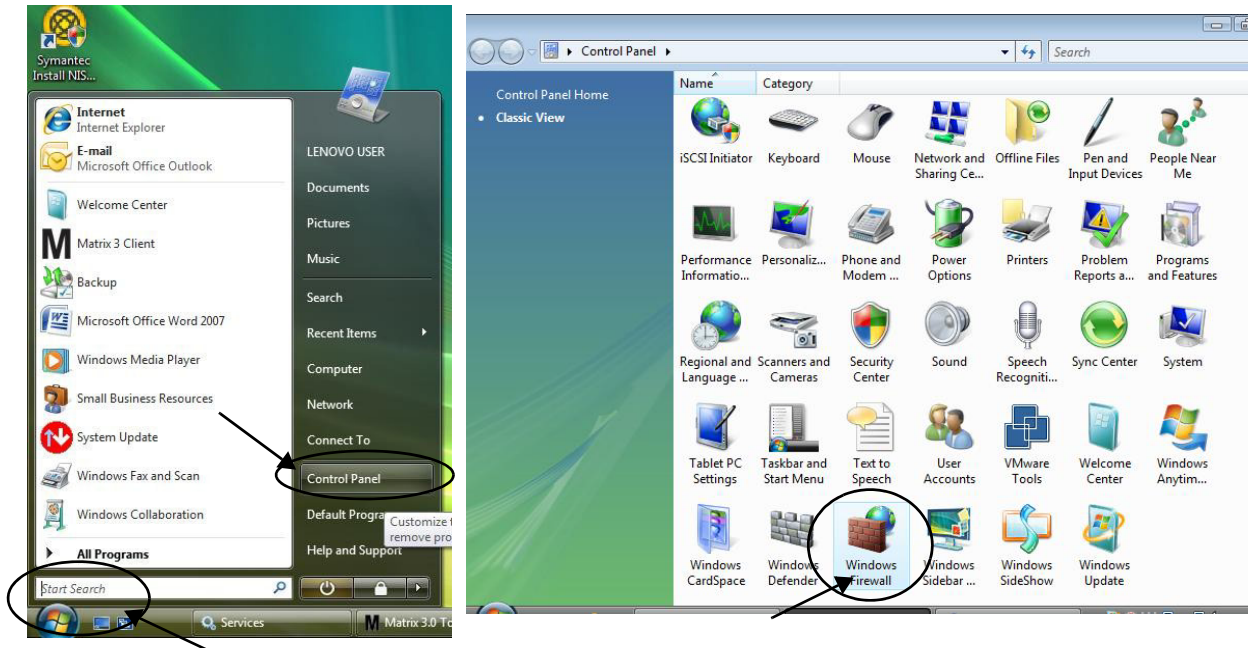 Symantec
Install NIS...
Internet
Internet Explorer
E-mail
Microsoft Office Outlook
Welcome Center
Matrix 3 Client
Backup
Microsoft Office Word 2007
Windows Media Player
Small Business Resources
System Update
Windows Fax and Scan
Windows Collaboration
All Programs
Start Search
LENOVO USER
Documents
Pictures
Music
Search
Recent Items
Computer
Network
Connect To
Control Panel
Default Progra
Customize
remove pro
Help and Support
Services
M Matrix 3.0 To
Control Panel
Search
Control Panel Home
Classic View
Name Category
iSCSI Initiator
Keyboard
Mouse
Network and
Sharing Ce...
Offline Files
Pen and
Input Devices
People Near
Me
Performance
Informatio...
Personaliz...
Phone and
Modem ...
Power
Options
Printers
Problem
Reports a...
Programs
and Features
Regional and
Language ...
Scanners and
Cameras
Security
Center
Sound
Speech
Recogniti...
Sync Center
System
Tablet PC
Settings
Taskbar and
Start Menu
Text to
Speech
User
Accounts
VMware
Tools
Welcome
Center
Windows
Anytim...
Windows
CardSpace
Windows
Defender
Windows
Firewall
Windows
Sidebar ...
Windows
SideShow
Windows
Update